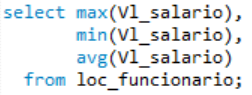 select max(Vl_salario),
min(Vl_salario),
avg(Vl_salario)
from loc_funcionario;